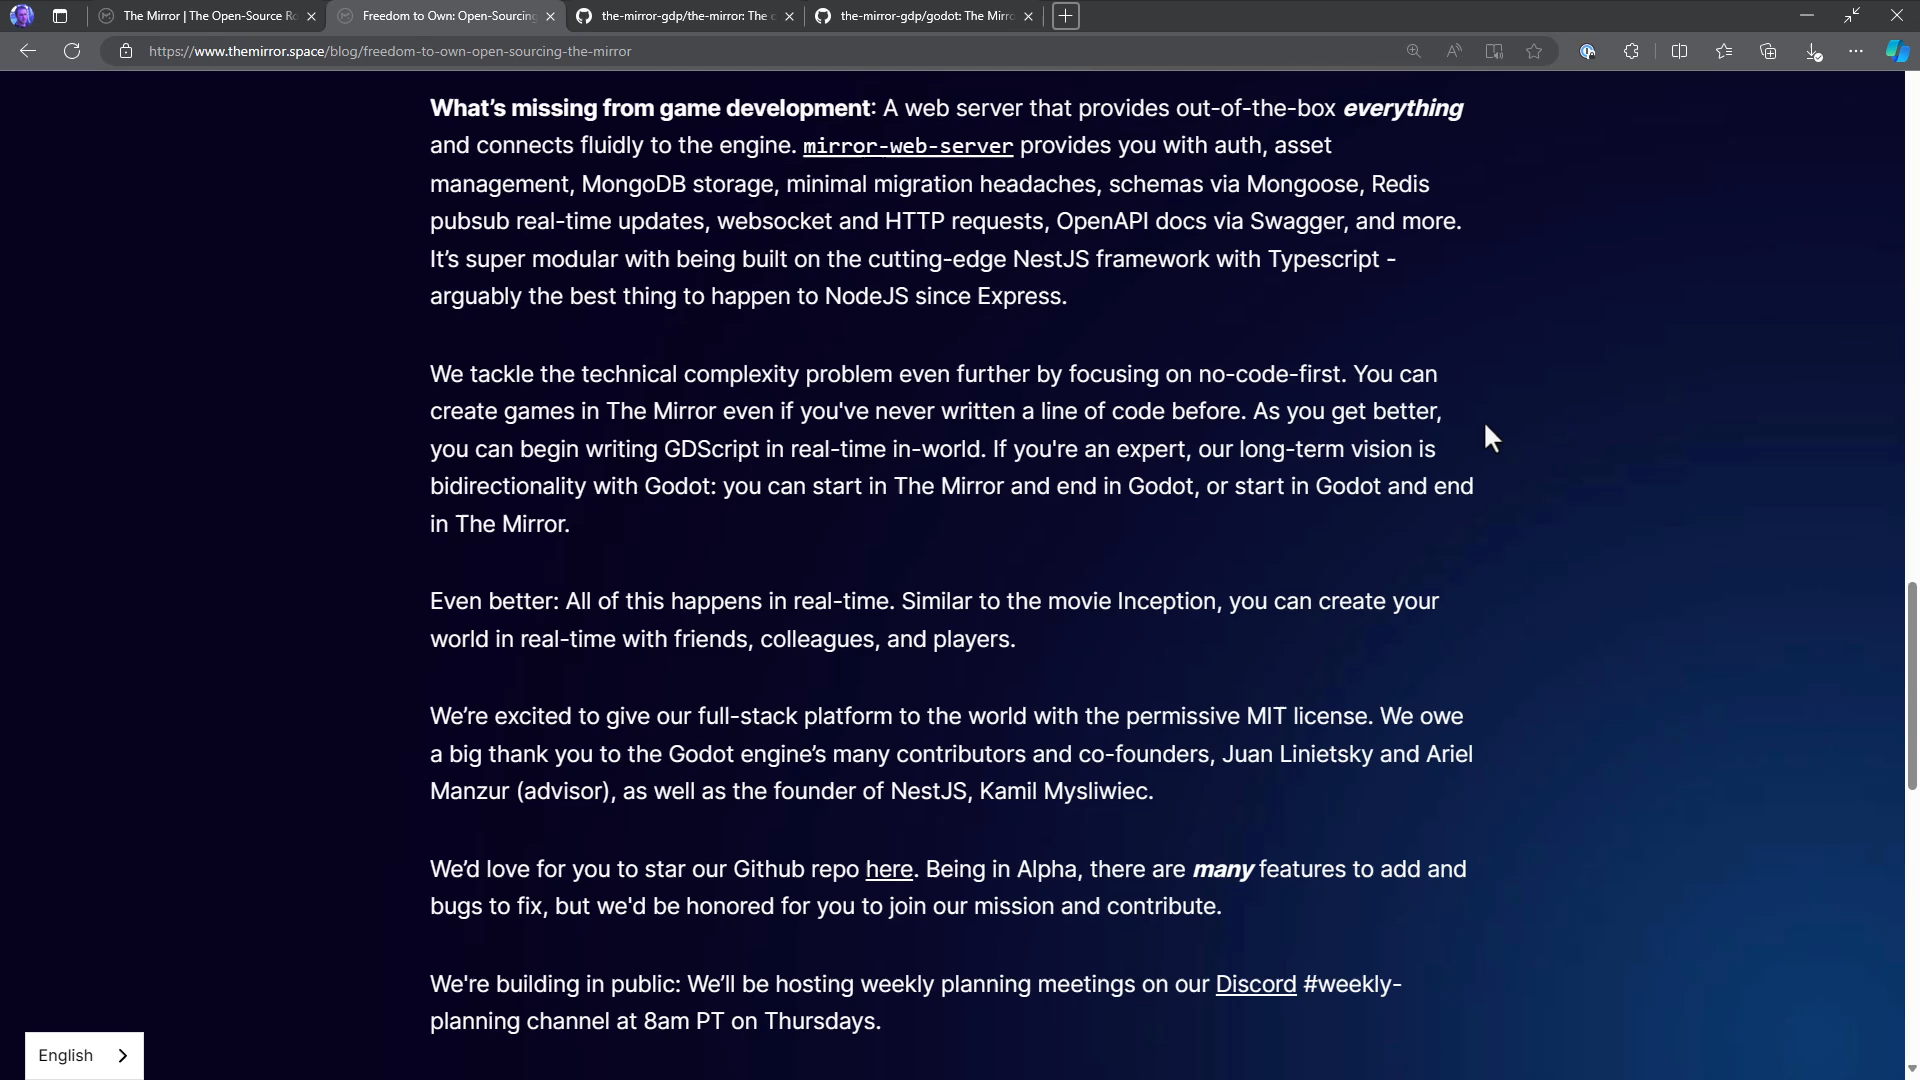 The Mirror | The Open-Source Ro
Freedom to Own: Open-Sourcing
the-mirror-gdp/the-mirror: The o
the-mirror-gdp/godot: The Mirro
https://www.themirror.space/blog/freedom-to-own-open-sourcing-the-mirror
What’s missing from game development: A web server that provides out-of-the-box everything
and connects fluidly to the engine. mirror-web-server provides you with auth, asset
management, MongoDB storage, minimal migration headaches, schemas via Mongoose, Redis
pubsub real-time updates, websocket and HTTP requests, OpenAPI docs via Swagger, and more.
It’s super modular with being built on the cutting-edge NestJS framework with Typescript -
arguably the best thing to happen to NodeJS since Express.
We tackle the technical complexity problem even further by focusing on no-code-first. You can
create games in The Mirror even if you've never written a line of code before. As you get better,
you can begin writing GDScript in real-time in-world. If you're an expert, our long-term vision is
bidirectionality with Godot: you can start in The Mirror and end in Godot, or start in Godot and end
in The Mirror.
Even better: All of this happens in real-time. Similar to the movie Inception, you can create your
world in real-time with friends, colleagues, and players.
We’re excited to give our full-stack platform to the world with the permissive MIT license. We owe
a big thank you to the Godot engine’s many contributors and co-founders, Juan Linietsky and Ariel
Manzur (advisor), as well as the founder of NestJS, Kamil Mysliwiec.
We’d love for you to star our Github repo here. Being in Alpha, there are many features to add and
bugs to fix, but we'd be honored for you to join our mission and contribute.
We're building in public: We’ll be hosting weekly planning meetings on our Discord #weekly-
planning channel at 8am PT on Thursdays.
English